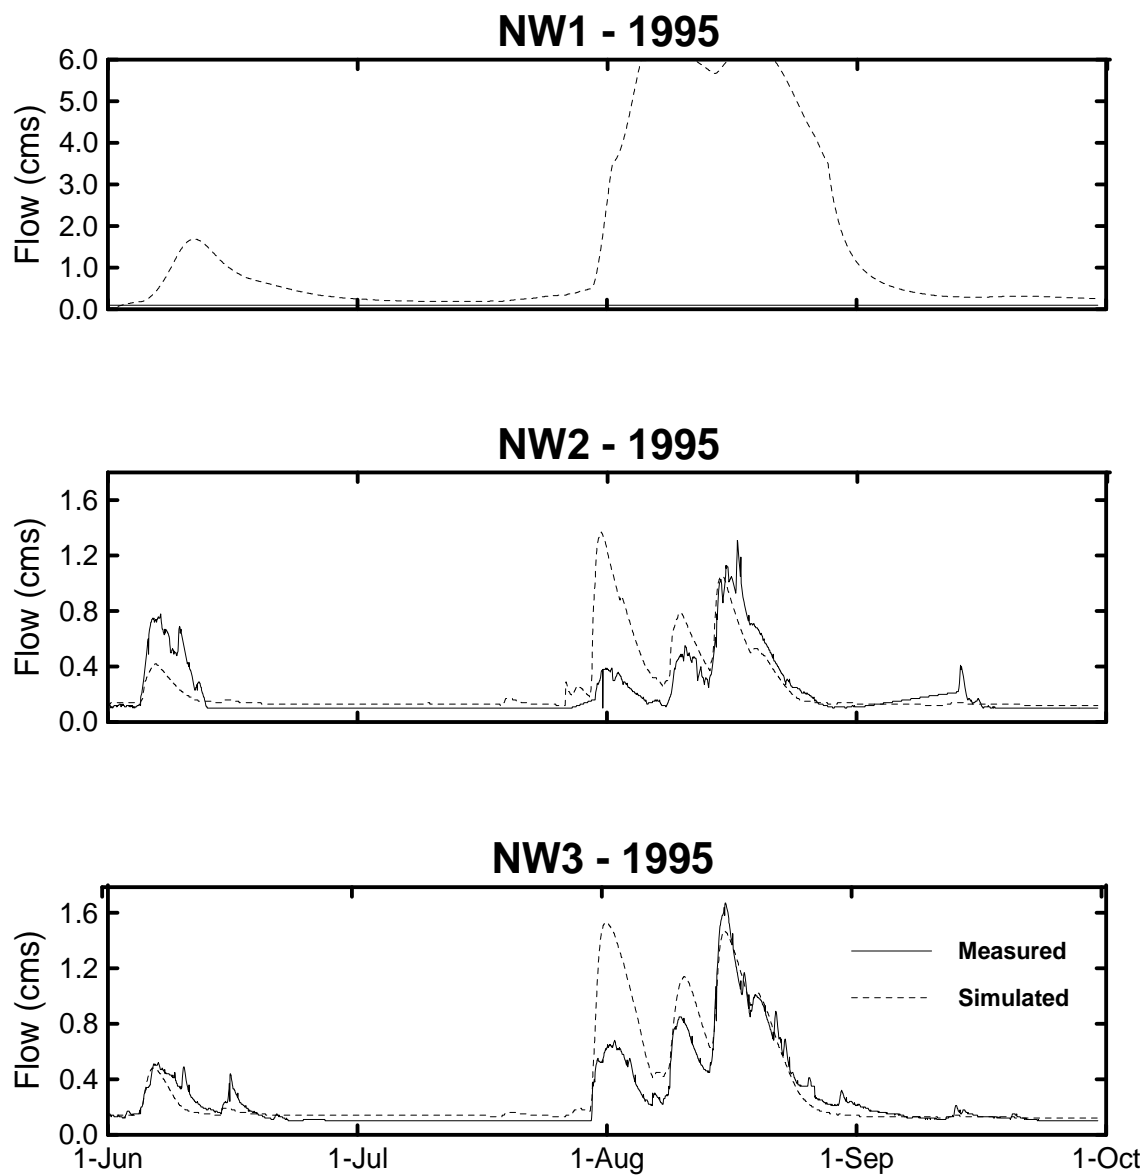 NW1 - 1995
6.0
5.0
4.0
3.0
2.0
1.0
0.0
Flow (cms)
NW2 - 1995
1.6
1.2
0.8
0.4
0.0
Flow (cms)
NW3 - 1995
1.6
1.2
0.8
0.4
0.0
Flow (cms)
Measured
Simulated
1-Jun 1-Jul 1-Aug 1-Sep 1-Oct